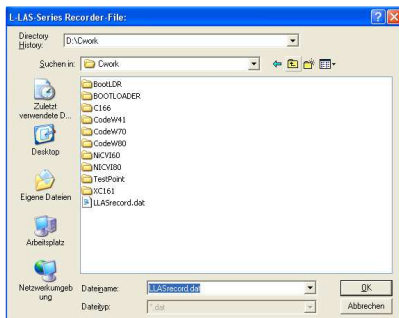 L-LAS-Series Recorder-File:
Directory
History:
D:\Cwork
Suchen in:
Cwork
Zuletzt
verwendete D...
Desktop
Eigene Dateien
Arbeitsplatz
Netzwerkumgeb
ung
BootLDR
BOOTLOADER
C166
CodeW41
CodeW70
CodeW80
NiCVI60
NICVI80
TestPoint
XC161
LLASrecord.dat
Dateiname:
LLASrecord.dat
OK
Dateityp:
*.dat
Abbrechen